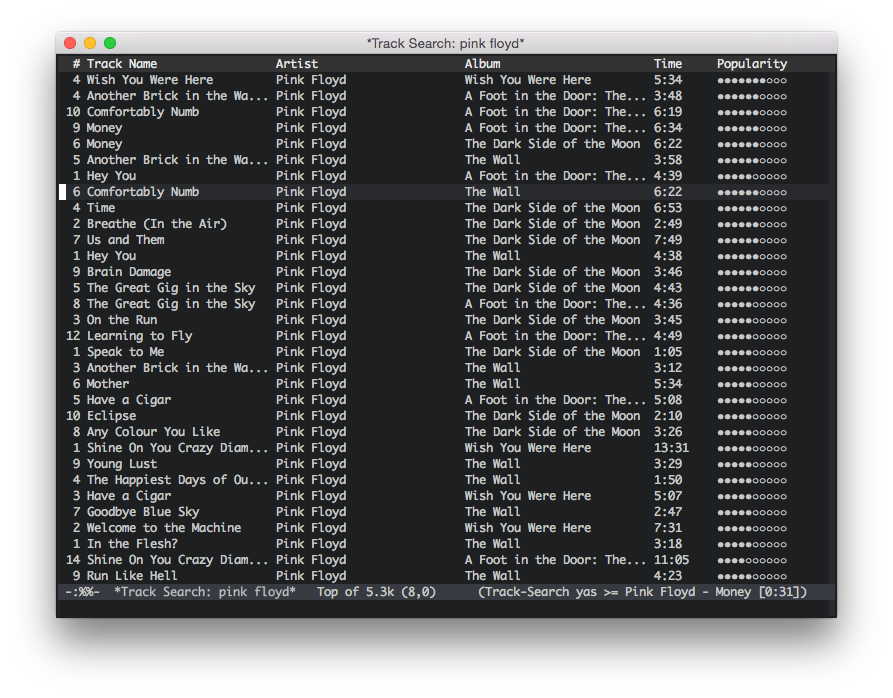 *Track Search: pink floyd*
# Track Name Artist Album Time Popularity
4 Wish You Were Here Pink Floyd Wish You Were Here 5:34 ●●●●●●●○○○
4 Another Brick in the Wa... Pink Floyd A Foot in the Door: The... 3:48 ●●●●●●○○○○
10 Comfortably Numb Pink Floyd A Foot in the Door: The... 6:19 ●●●●●●○○○○
9 Money Pink Floyd A Foot in the Door: The... 6:34 ●●●●●●○○○○
6 Money Pink Floyd The Dark Side of the Moon 6:22 ●●●●●●○○○○
5 Another Brick in the Wa... Pink Floyd The Wall 3:58 ●●●●●●○○○○
1 Hey You Pink Floyd A Foot in the Door: The... 4:39 ●●●●●●○○○○
6 Comfortably Numb Pink Floyd The Wall 6:22 ●●●●●●○○○○
4 Time Pink Floyd The Dark Side of the Moon 6:53 ●●●●●●○○○○
2 Breathe (In the Air) Pink Floyd The Dark Side of the Moon 2:49 ●●●●●●○○○○
7 Us and Them Pink Floyd The Dark Side of the Moon 7:49 ●●●●●●○○○○
1 Hey You Pink Floyd The Wall 4:38 ●●●●●●○○○○
9 Brain Damage Pink Floyd The Dark Side of the Moon 3:46 ●●●●●●○○○○
5 The Great Gig in the Sky Pink Floyd The Dark Side of the Moon 4:43 ●●●●●●○○○○
8 The Great Gig in the Sky Pink Floyd A Foot in the Door: The... 4:36 ●●●●●●○○○○
3 On the Run Pink Floyd The Dark Side of the Moon 3:45 ●●●●●○○○○○
12 Learning to Fly Pink Floyd A Foot in the Door: The... 4:49 ●●●●●○○○○○
1 Speak to Me Pink Floyd The Dark Side of the Moon 1:05 ●●●●●○○○○○
3 Another Brick in the Wa... Pink Floyd The Wall 3:12 ●●●●●○○○○○
6 Mother Pink Floyd The Wall 5:34 ●●●●●○○○○○
5 Have a Cigar Pink Floyd A Foot in the Door: The... 5:08 ●●●●●○○○○○
10 Eclipse Pink Floyd The Dark Side of the Moon 2:10 ●●●●●○○○○○
8 Any Colour You Like Pink Floyd The Dark Side of the Moon 3:26 ●●●●●○○○○○
1 Shine On You Crazy Diam... Pink Floyd Wish You Were Here 13:31 ●●●●●○○○○○
9 Young Lust Pink Floyd The Wall 3:29 ●●●●●○○○○○
4 The Happiest Days of Ou... Pink Floyd The Wall 1:50 ●●●●●○○○○○
3 Have a Cigar Pink Floyd Wish You Were Here 5:07 ●●●●●○○○○○
7 Goodbye Blue Sky Pink Floyd The Wall 2:47 ●●●●●○○○○○
2 Welcome to the Machine Pink Floyd Wish You Were Here 7:31 ●●●●●○○○○○
1 In the Flesh? Pink Floyd The Wall 3:18 ●●●●●○○○○○
14 Shine On You Crazy Diam... Pink Floyd A Foot in the Door: The... 11:05 ●●●●○○○○○○
9 Run Like Hell Pink Floyd The Wall 4:23 ●●●●●○○○○○
-:%%- *Track Search: pink floyd* Top of 5.3k (8,0) (Track-Search yas >= Pink Floyd - Money [0:31])